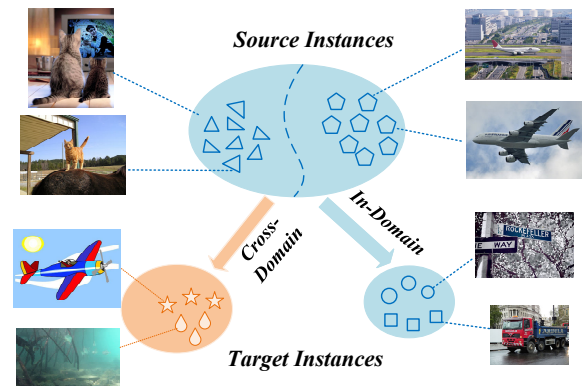 Source Instances
Cross-
Domain
In-Domain
ROCKEFELLER
WAY
Target Instances